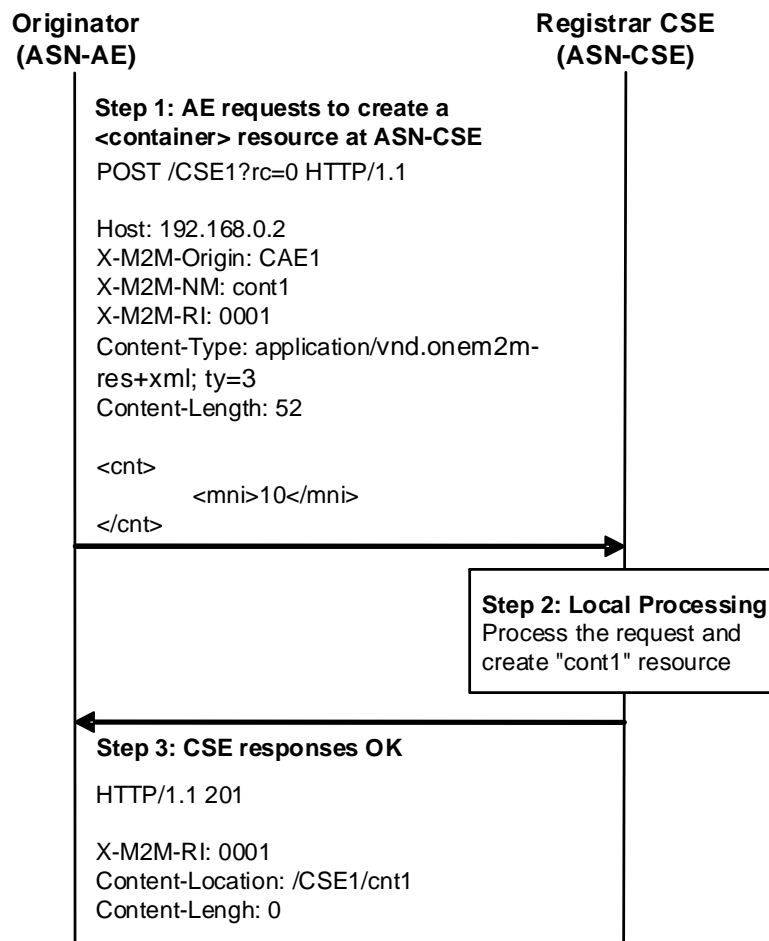 Originator
(ASN-AE)
Registrar CSE
(ASN-CSE)
Step 1: AE requests to create a
<container> resource at ASN-CSE
POST /CSE1?rc=0 HTTP/1.1
Host: 192.168.0.2
X-M2M-Origin: CAE1
X-M2M-NM: cont1
X-M2M-RI: 0001
Content-Type: application/vnd.onem2m-
res+xml; ty=3
Content-Length: 52
<cnt>
<mni>10</mni>
</cnt>
Step 2: Local Processing
Process the request and
create "cont1" resource
Step 3: CSE responses OK
HTTP/1.1 201
X-M2M-RI: 0001
Content-Location: /CSE1/cnt1
Content-Lengh: 0